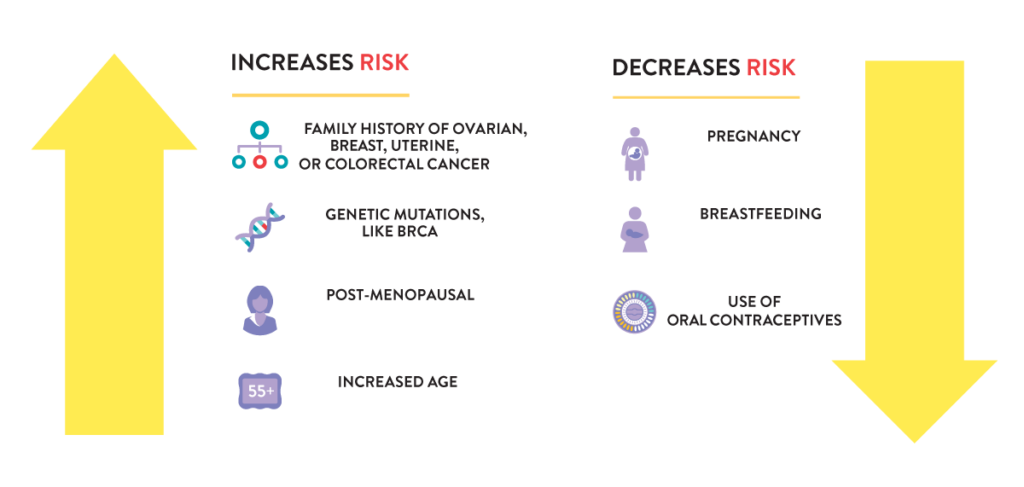 INCREASES RISK
FAMILY HISTORY OF OVARIAN,
BREAST, UTERINE,
OR COLORECTAL CANCER
GENETIC MUTATIONS,
LIKE BRCA
POST-MENOPAUSAL
55+
INCREASED AGE
DECREASES RISK
PREGNANCY
BREASTFEEDING
USE OF
ORAL CONTRACEPTIVES